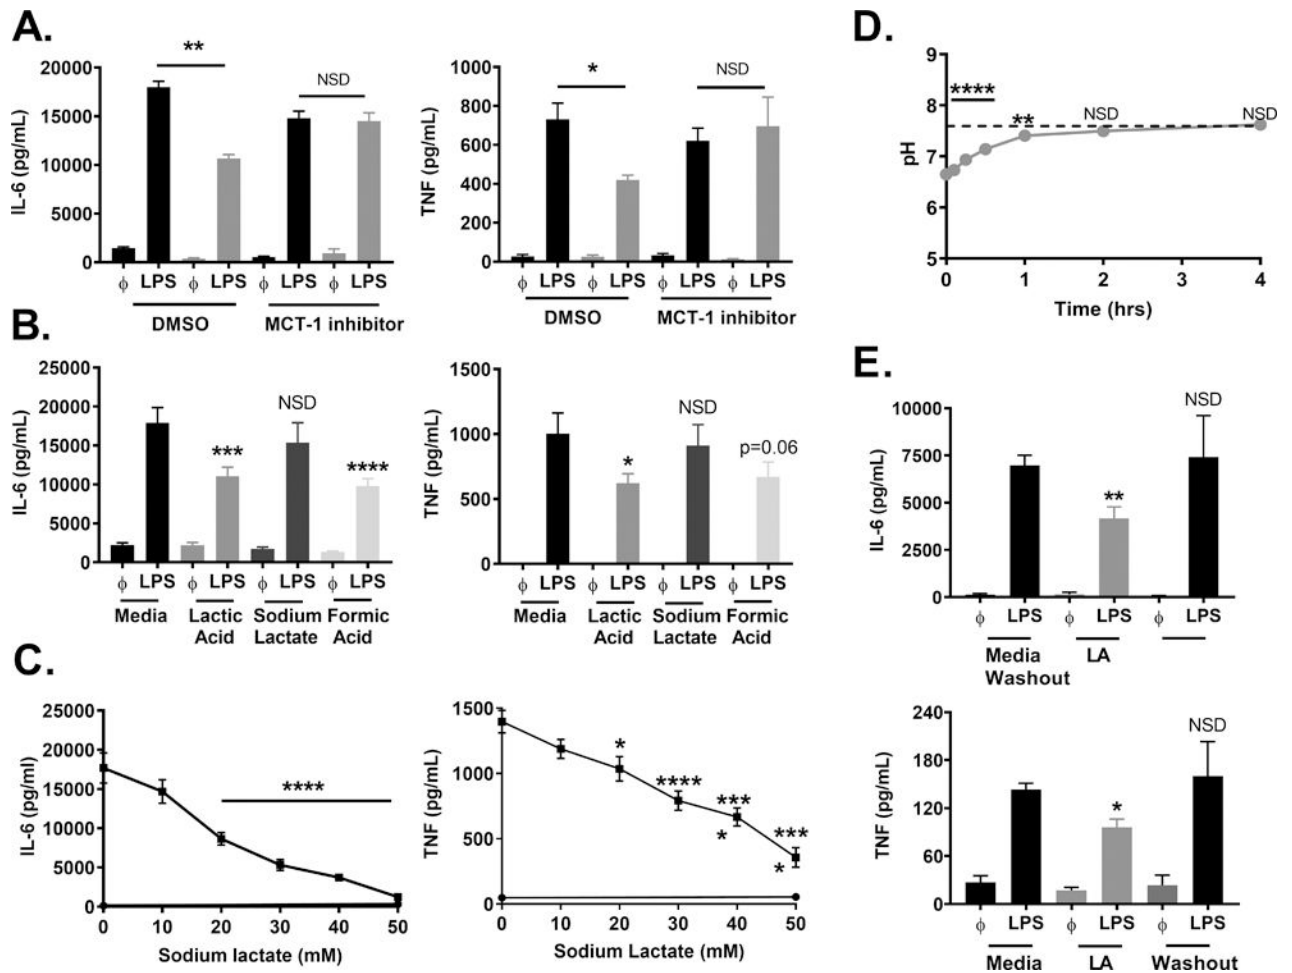 A.
**
NSD
IL-6 (pg/mL)
20000
15000
10000
5000
0
ϕ LPS ϕ LPS ϕ LPS ϕ LPS
DMSO MCT-1 inhibitor
*
NSD
TNF (pg/mL)
1000
800
600
400
200
0
ϕ LPS ϕ LPS ϕ LPS ϕ LPS
DMSO MCT-1 inhibitor
B.
IL-6 (pg/mL)
25000
20000
15000
10000
5000
0
***
NSD
****
ϕ LPS ϕ LPS ϕ LPS ϕ LPS
Media Lactic Sodium Formic
Acid Lactate Acid
TNF (pg/mL)
1500
1000
500
0
*
NSD
p=0.06
ϕ LPS ϕ LPS ϕ LPS ϕ LPS
Media Lactic Sodium Formic
Acid Lactate Acid
C.
IL-6 (pg/ml)
25000
20000
15000
10000
5000
0
****
0 10 20 30 40 50
Sodium lactate (mM)
TNF (pg/mL)
1500
1000
500
0
*
****
***
*
***
*
0 10 20 30 40 50
Sodium Lactate (mM)
D.
pH
9
8
7
6
5
****
**
NSD
NSD
0 1 2 3 4
Time (hrs)
E.
IL-6 (pg/mL)
10000
7500
5000
2500
0
**
NSD
ϕ LPS ϕ LPS ϕ LPS
Media LA
Washout
TNF (pg/mL)
240
180
120
60
0
*
NSD
ϕ LPS ϕ LPS ϕ LPS
Media LA Washout